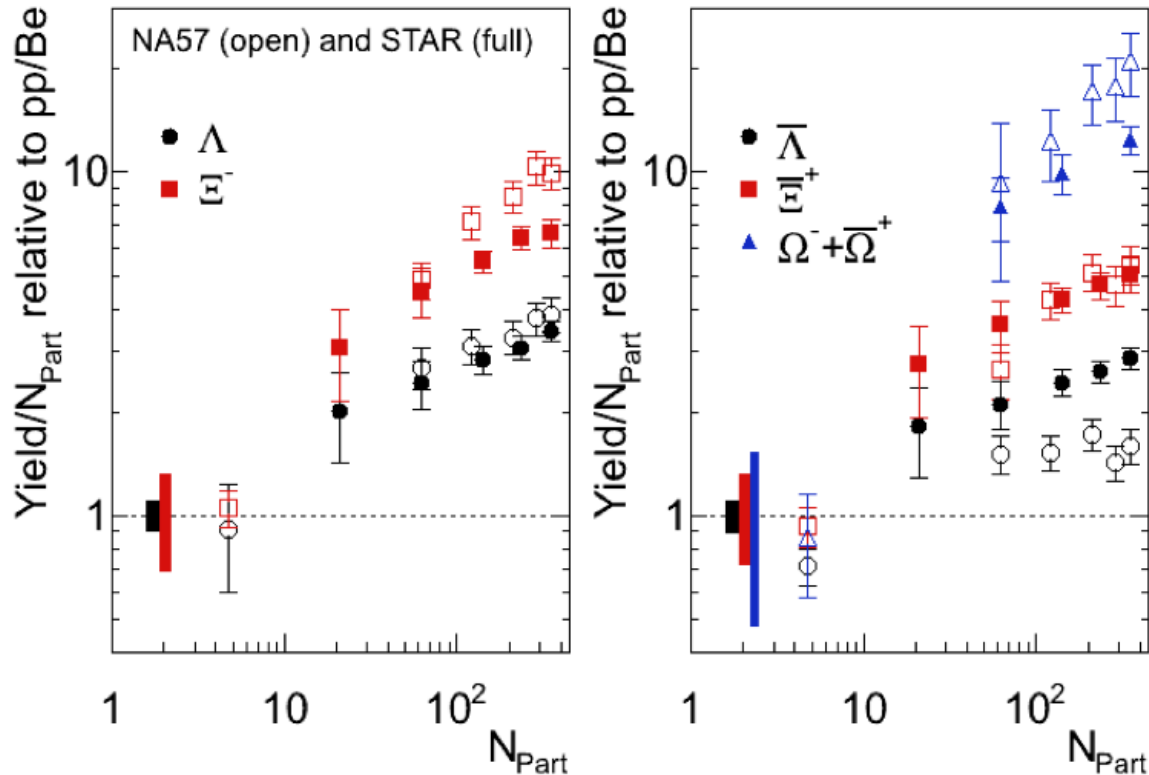 Yield/N_Part relative to pp/Be
NA57 (open) and STAR (full)
Λ
Ξ⁻
10
1
1
10
10²
N_Part
Yield/N_Part relative to pp/Be
Λ̅
Ξ̅⁺
Ω⁻+Ω̅⁺
10
1
1
10
10²
N_Part